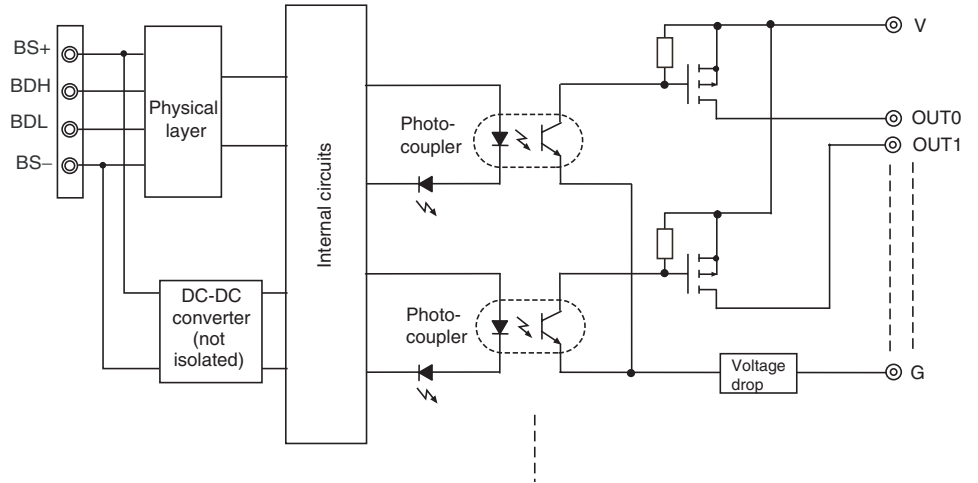 BS+
BDH
BDL
BS−
Physical
layer
DC-DC
converter
(not
isolated)
Internal circuits
Photo-
coupler
Photo-
coupler
Voltage
drop
V
OUT0
OUT1
G